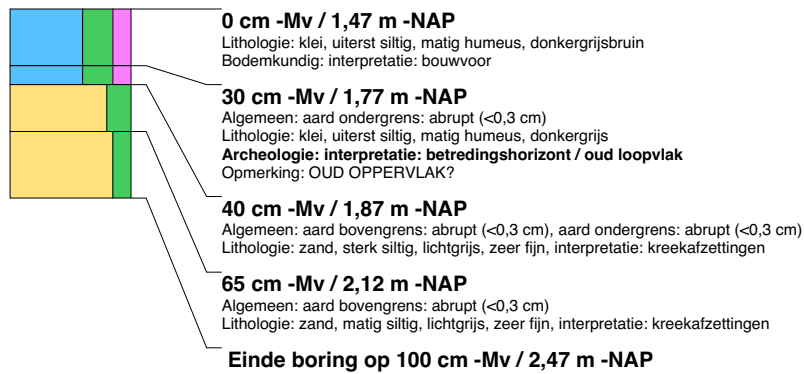 0 cm -Mv / 1,47 m -NAP
Lithologie: klei, uiterst siltig, matig humeus, donkergrijsbruin
Bodemkundig: interpretatie: bouwvoor
30 cm -Mv / 1,77 m -NAP
Algemeen: aard ondergrens: abrupt (<0,3 cm)
Lithologie: klei, uiterst siltig, matig humeus, donkergrijs
Archeologie: interpretatie: betredingshorizont / oud loopvlak
Opmerking: OUD OPPERVLAK?
40 cm -Mv / 1,87 m -NAP
Algemeen: aard bovengrens: abrupt (<0,3 cm), aard ondergrens: abrupt (<0,3 cm)
Lithologie: zand, sterk siltig, lichtgrijs, zeer fijn, interpretatie: kreekafzettingen
65 cm -Mv / 2,12 m -NAP
Algemeen: aard bovengrens: abrupt (<0,3 cm)
Lithologie: zand, matig siltig, lichtgrijs, zeer fijn, interpretatie: kreekafzettingen
Einde boring op 100 cm -Mv / 2,47 m -NAP